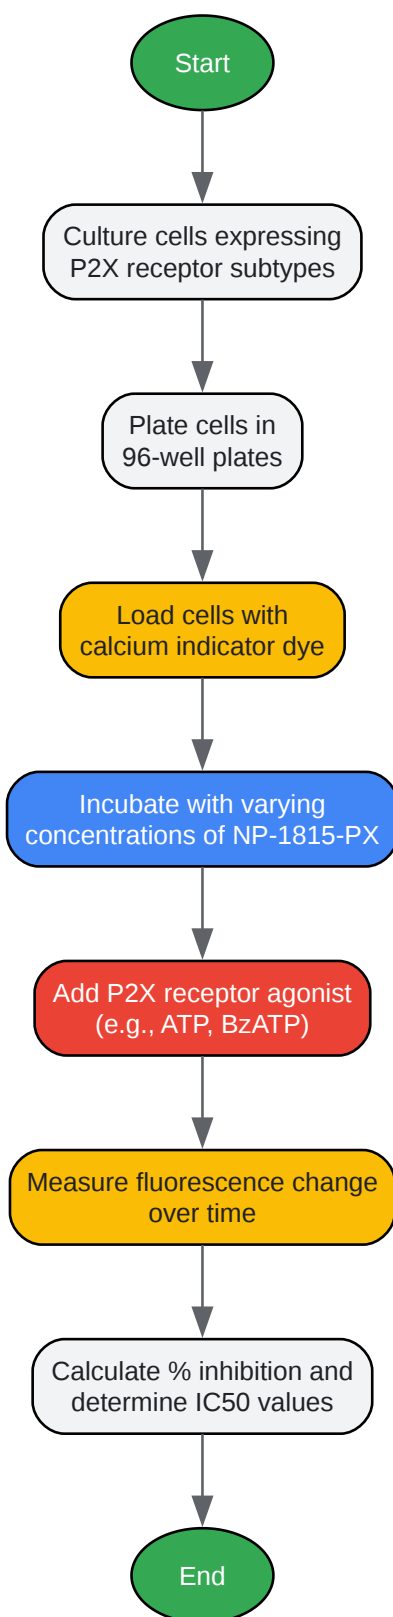 Start
Culture cells expressing
P2X receptor subtypes
Plate cells in
96-well plates
Load cells with
calcium indicator dye
Incubate with varying
concentrations of NP-1815-PX
Add P2X receptor agonist
(e.g., ATP, BzATP)
Measure fluorescence change
over time
Calculate % inhibition and
determine IC50 values
End